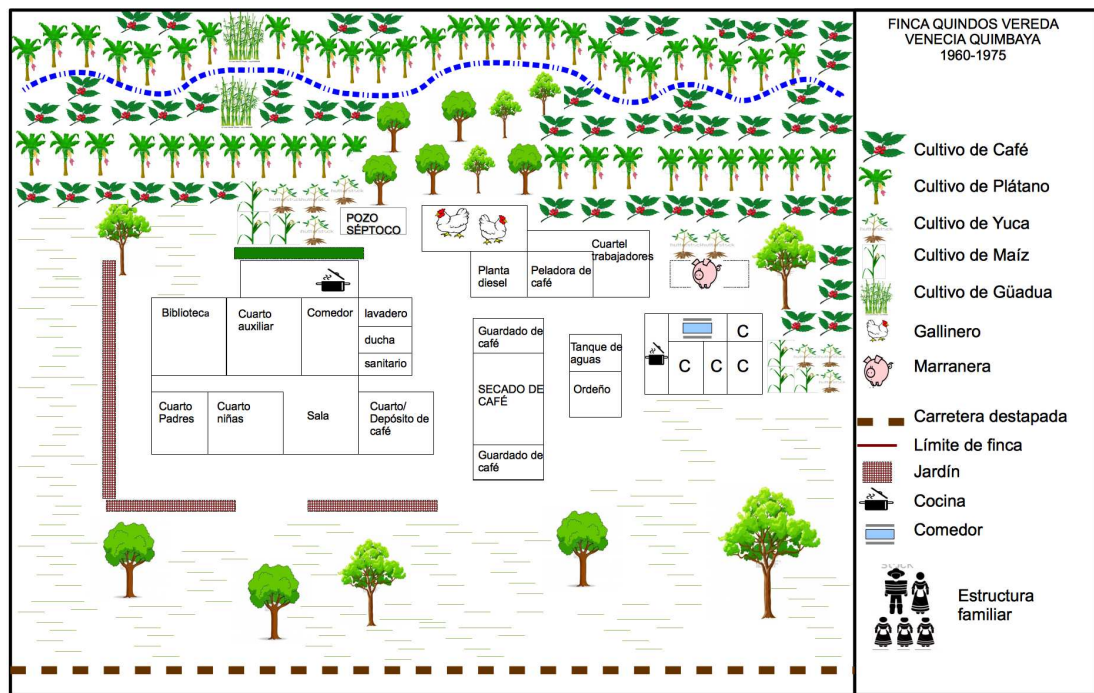 FINCA QUINDOS VEREDA
VENECIA QUIMBAYA
1960-1975
POZO
SÉPTOCO
Cuartel
trabajadores
Planta
diesel
Peladora de
café
Biblioteca
Cuarto
auxiliar
Comedor
lavadero
ducha
sanitario
Guardado de
café
Tanque de
aguas
Ordeño
C
C
C
C
SECADO DE
CAFÉ
Cuarto
Padres
Cuarto
niñas
Sala
Cuarto/
Depósito de
café
Guardado de
café
Cultivo de Café
Cultivo de Plátano
Cultivo de Yuca
Cultivo de Maíz
Cultivo de Güadua
Gallinero
Marranera
Carretera destapada
Límite de finca
Jardín
Cocina
Comedor
Estructura
familiar